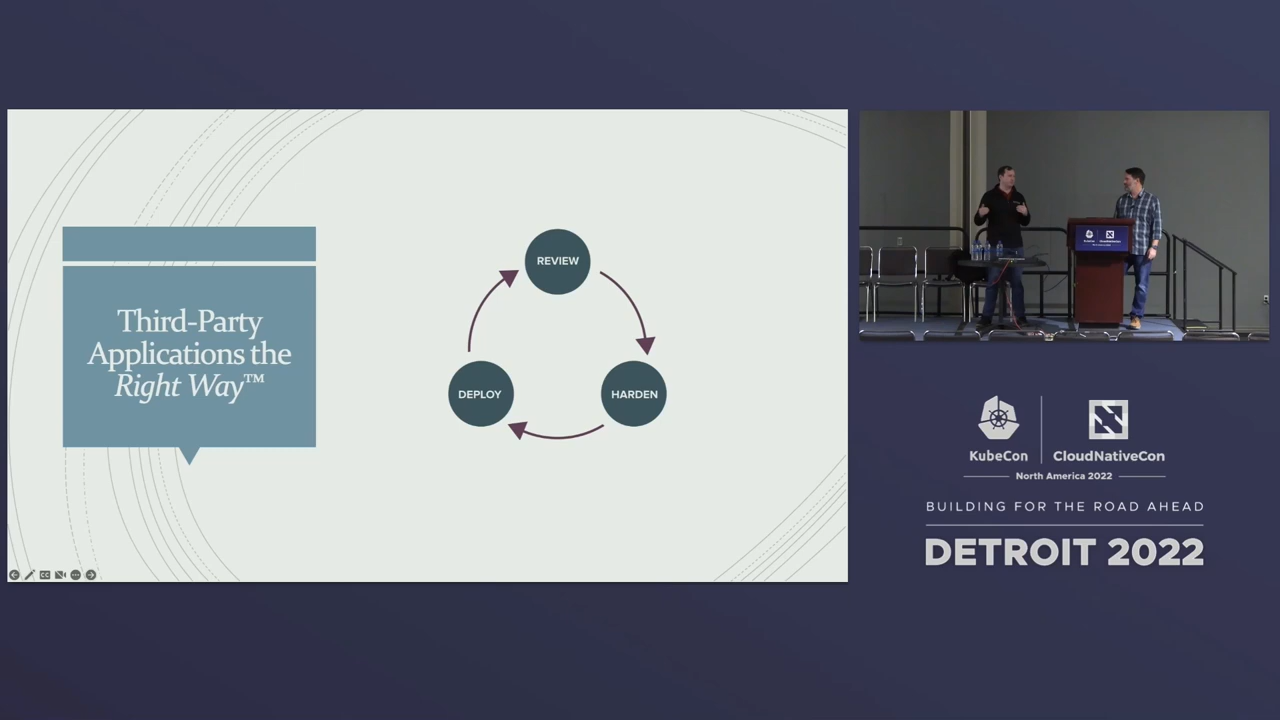 Third-Party
Applications the
Right Way™
REVIEW
HARDEN
DEPLOY
KubeCon
CloudNativeCon
North America 2022
BUILDING FOR THE ROAD AHEAD
DETROIT 2022